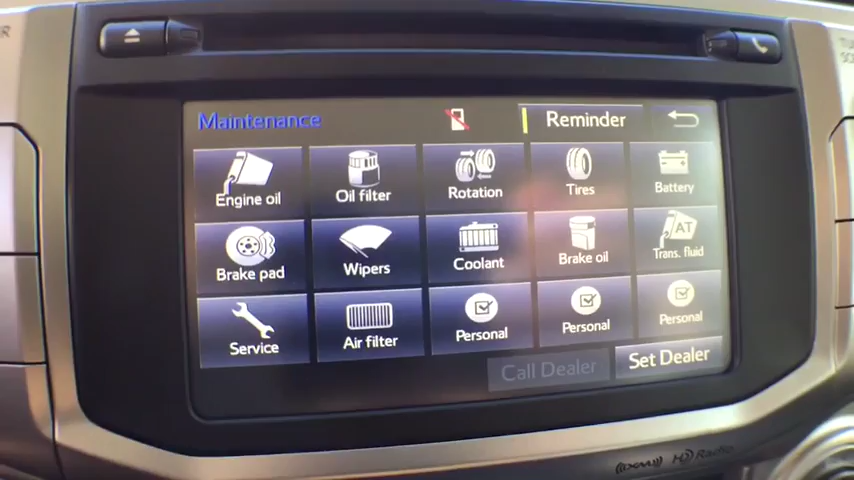 Maintenance
Reminder
Engine oil
Oil filter
Rotation
Tires
Battery
Brake pad
Wipers
Coolant
Brake oil
AT
Trans. fluid
Service
Air filter
Personal
Personal
Personal
Call Dealer
Set Dealer
((XM)) HD Radio